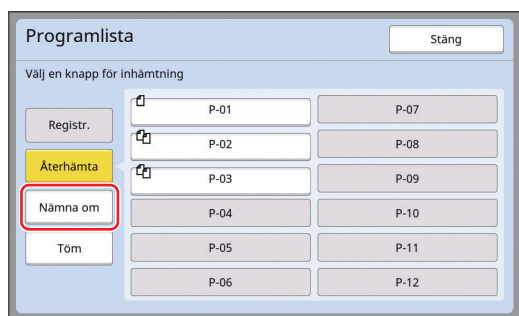 Programlista
Stäng
Välj en knapp för inhämtning
Registr.
Återhämta
Nämna om
Töm
P-01
P-02
P-03
P-04
P-05
P-06
P-07
P-08
P-09
P-10
P-11
P-12